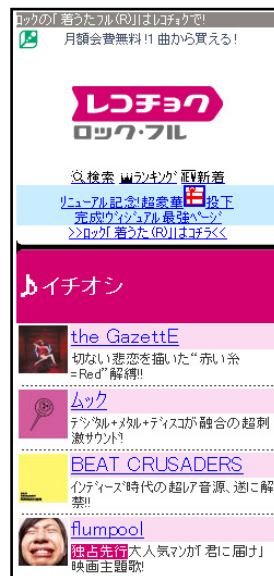 ロックの｢着うたフル(R)｣はレコチョクで!
月額会費無料!1曲から買える!
レコチョク
ロック・フル
検索 ランキング NEW新着
リニューアル記念!超豪華投下
完成!ヴィジュアル最強ページ
>>ロック｢着うた(R)｣はコチラ<<
♪イチオシ
the GazettE
切ない悲恋を描いた“赤い糸
=Red”解縛!!
ムック
デジタル+メタル+ディスコが融合の超刺
激サウンド!
BEAT CRUSADERS
インディーズ時代の超レア音源、遂に解
禁!!
flumpool
独占先行大人気マンガ｢君に届け｣
映画主題歌!